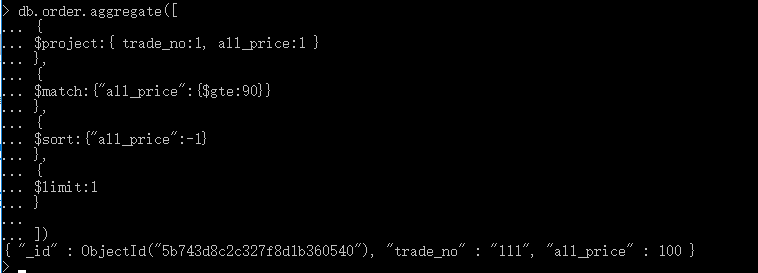 > db.order.aggregate([
... {
... $project:{ trade_no:1, all_price:1 }
... },
... {
... $match:{"all_price":{$gte:90}}
... },
... {
... $sort:{"all_price":-1}
... },
... {
... $limit:1
... }
...
... ])
{ "_id" : ObjectId("5b743d8c2c327f8d1b360540"), "trade_no" : "111", "all_price" : 100 }
>